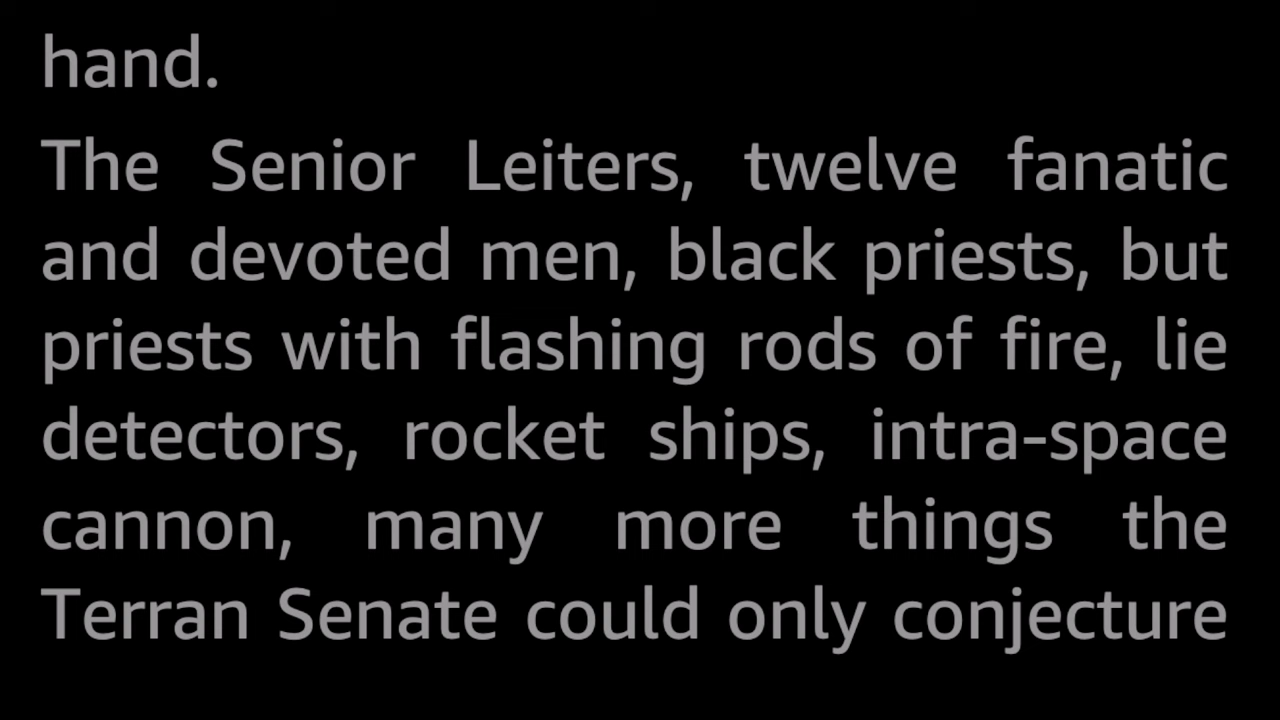 hand.
The Senior Leiters, twelve fanatic
and devoted men, black priests, but
priests with flashing rods of fire, lie
detectors, rocket ships, intra-space
cannon, many more things the
Terran Senate could only conjecture